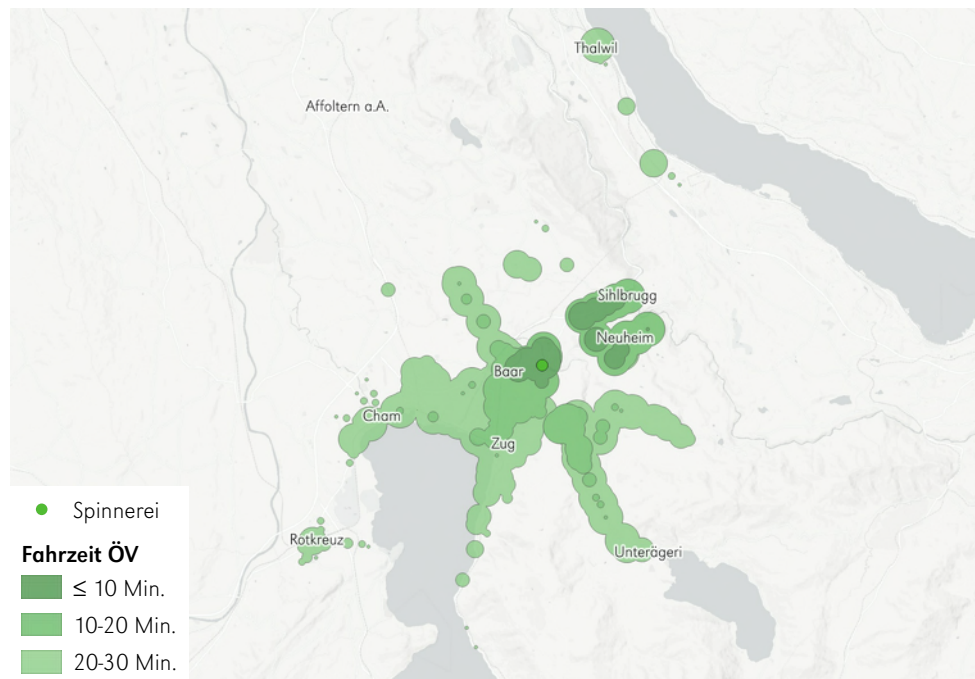 Thalwil
Affoltern a.A.
Sihlbrugg
Neuheim
Baar
Cham
Zug
Rotkreuz
Unterägeri
Spinnerei
Fahrzeit ÖV
≤ 10 Min.
10-20 Min.
20-30 Min.